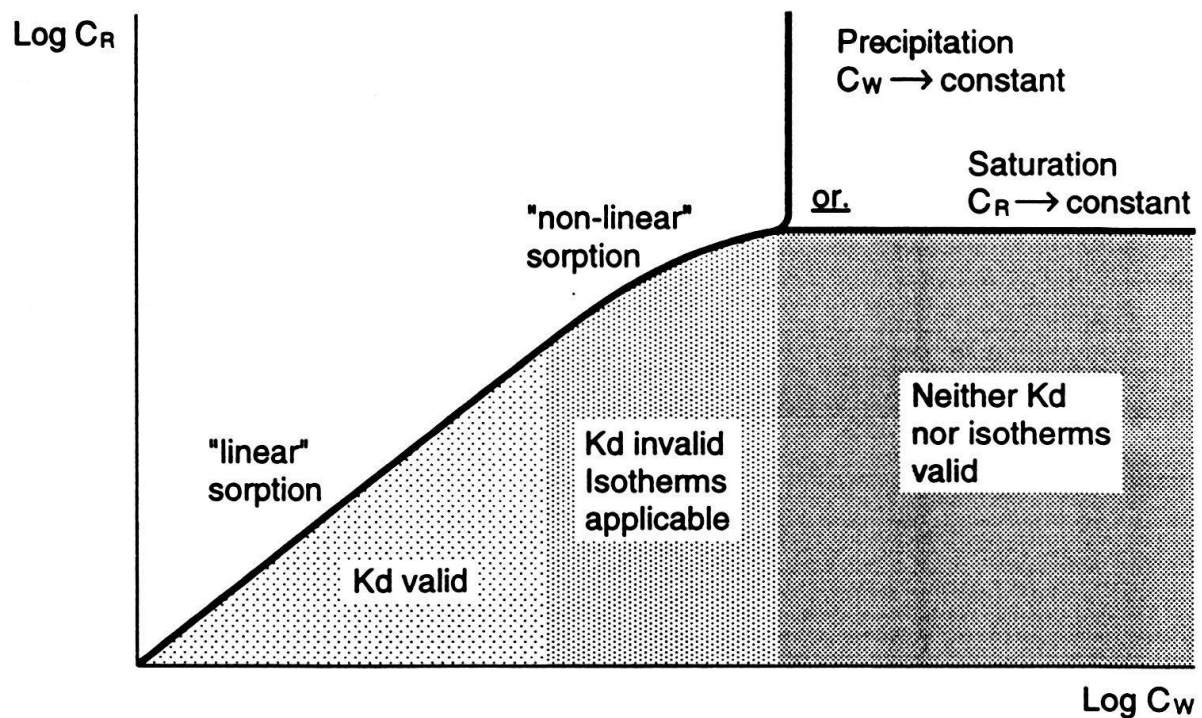 Log CR
Precipitation
CW → constant
Saturation
CR → constant
or.
"non-linear"
sorption
"linear"
sorption
Kd valid
Kd invalid
Isotherms
applicable
Neither Kd
nor isotherms
valid
Log CW